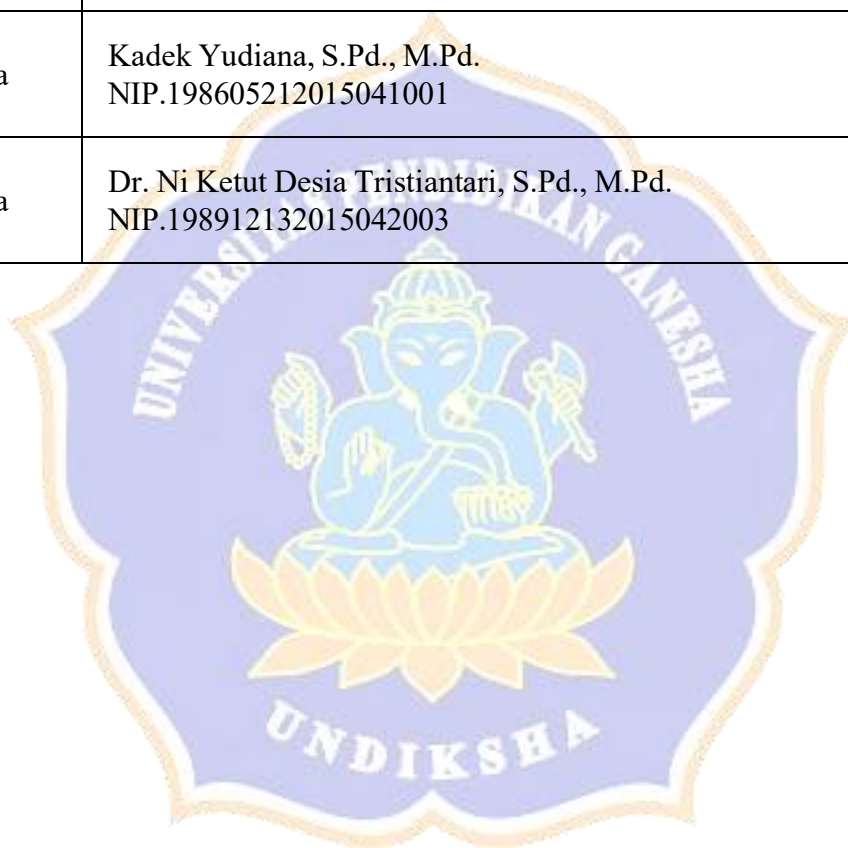 a
Kadek Yudiana, S.Pd., M.Pd.
NIP.198605212015041001
a
Dr. Ni Ketut Desia Tristiantari, S.Pd., M.Pd.
NIP.198912132015042003
UNIVERSITAS PENDIDIKAN GANESHA
UNDIKSHA